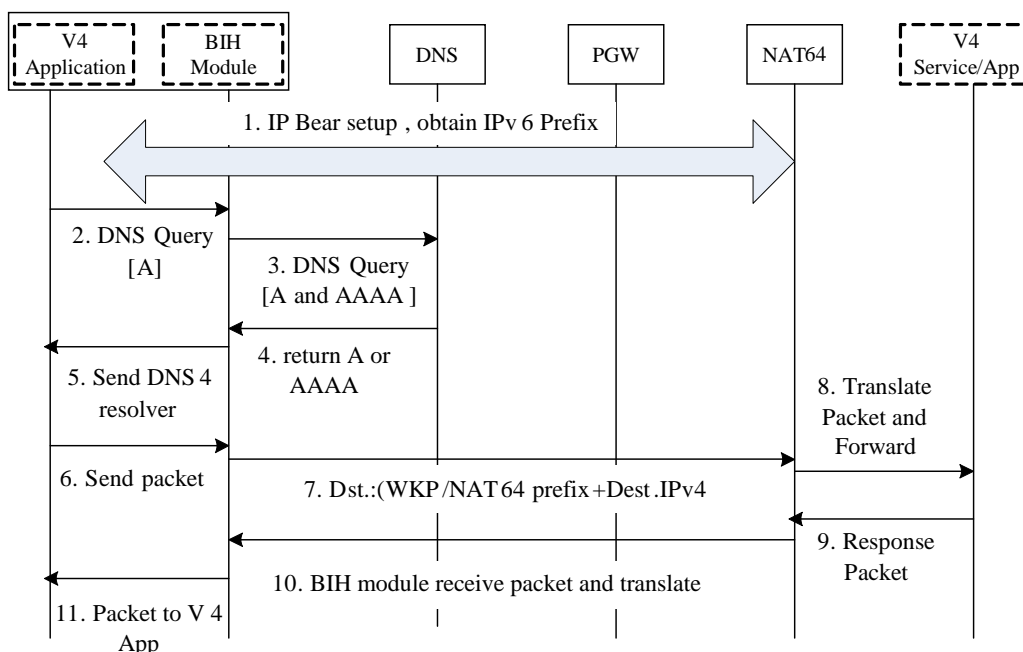 V4
Application
BIH
Module
DNS
PGW
NAT64
V4
Service/App
1. IP Bear setup , obtain IPv 6 Prefix
2. DNS Query
[A]
3. DNS Query
[A and AAAA ]
4. return A or
AAAA
5. Send DNS 4
resolver
6. Send packet
7. Dst.:(WKP/NAT64 prefix+Dest.IPv4
8. Translate
Packet and
Forward
9. Response
Packet
10. BIH module receive packet and translate
11. Packet to V 4
App